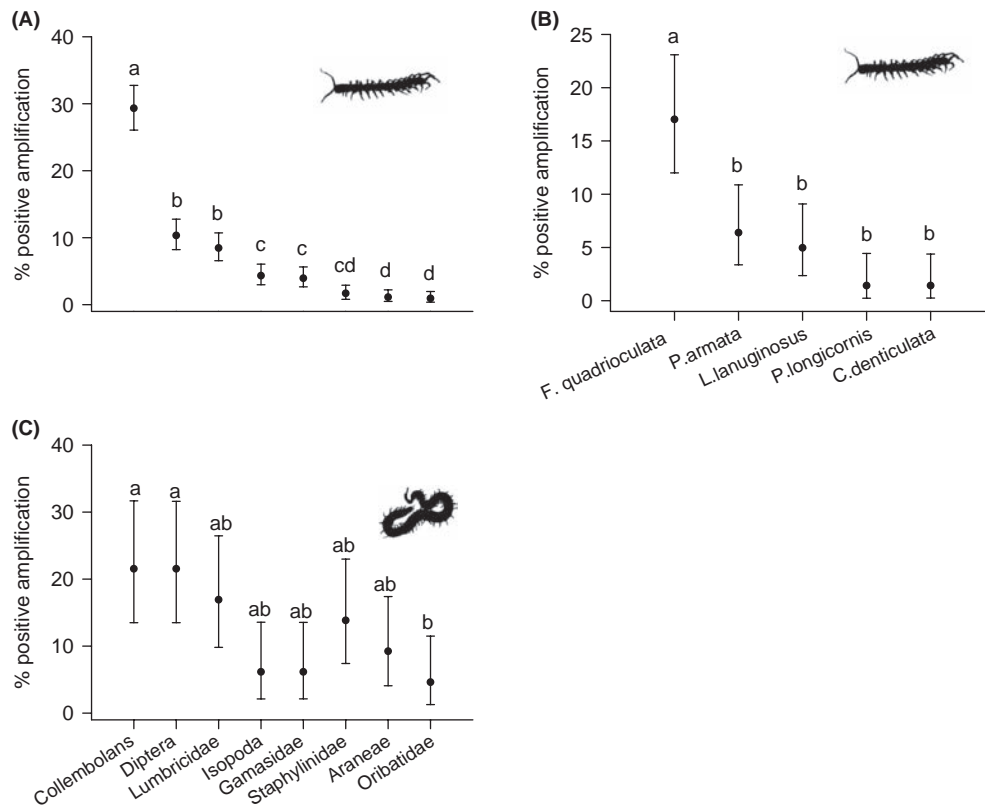 (A)
% positive amplification
40
30
20
10
0
a
b
b
c
c
cd
d
d
(B)
% positive amplification
25
20
15
10
5
0
a
b
b
b
b
F. quadrioculata
P.armata
L.lanuginosus
P.longicornis
C.denticulata
(C)
% positive amplification
40
30
20
10
0
a
a
ab
ab
ab
ab
ab
b
Collembolans
Diptera
Lumbricidae
Isopoda
Gamasidae
Staphylinidae
Araneae
Oribatidae